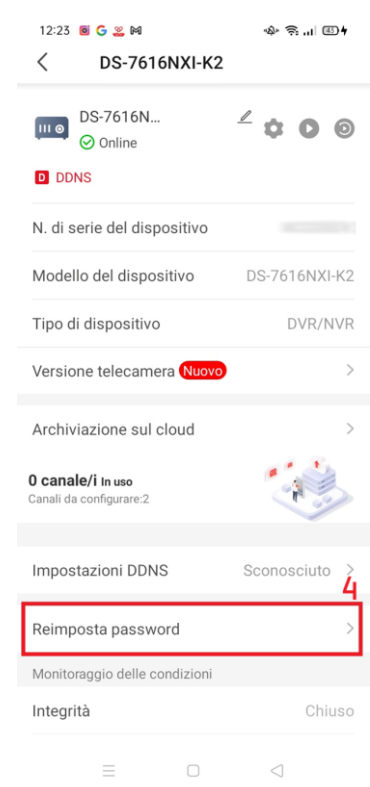 12:23
43
DS-7616NXI-K2
DS-7616N...
Online
D DDNS
N. di serie del dispositivo
Modello del dispositivo DS-7616NXI-K2
Tipo di dispositivo DVR/NVR
Versione telecamera Nuovo
Archiviazione sul cloud
0 canale/i In uso
Canali da configurare:2
Impostazioni DDNS Sconosciuto
4
Reimposta password
Monitoraggio delle condizioni
Integrità Chiuso